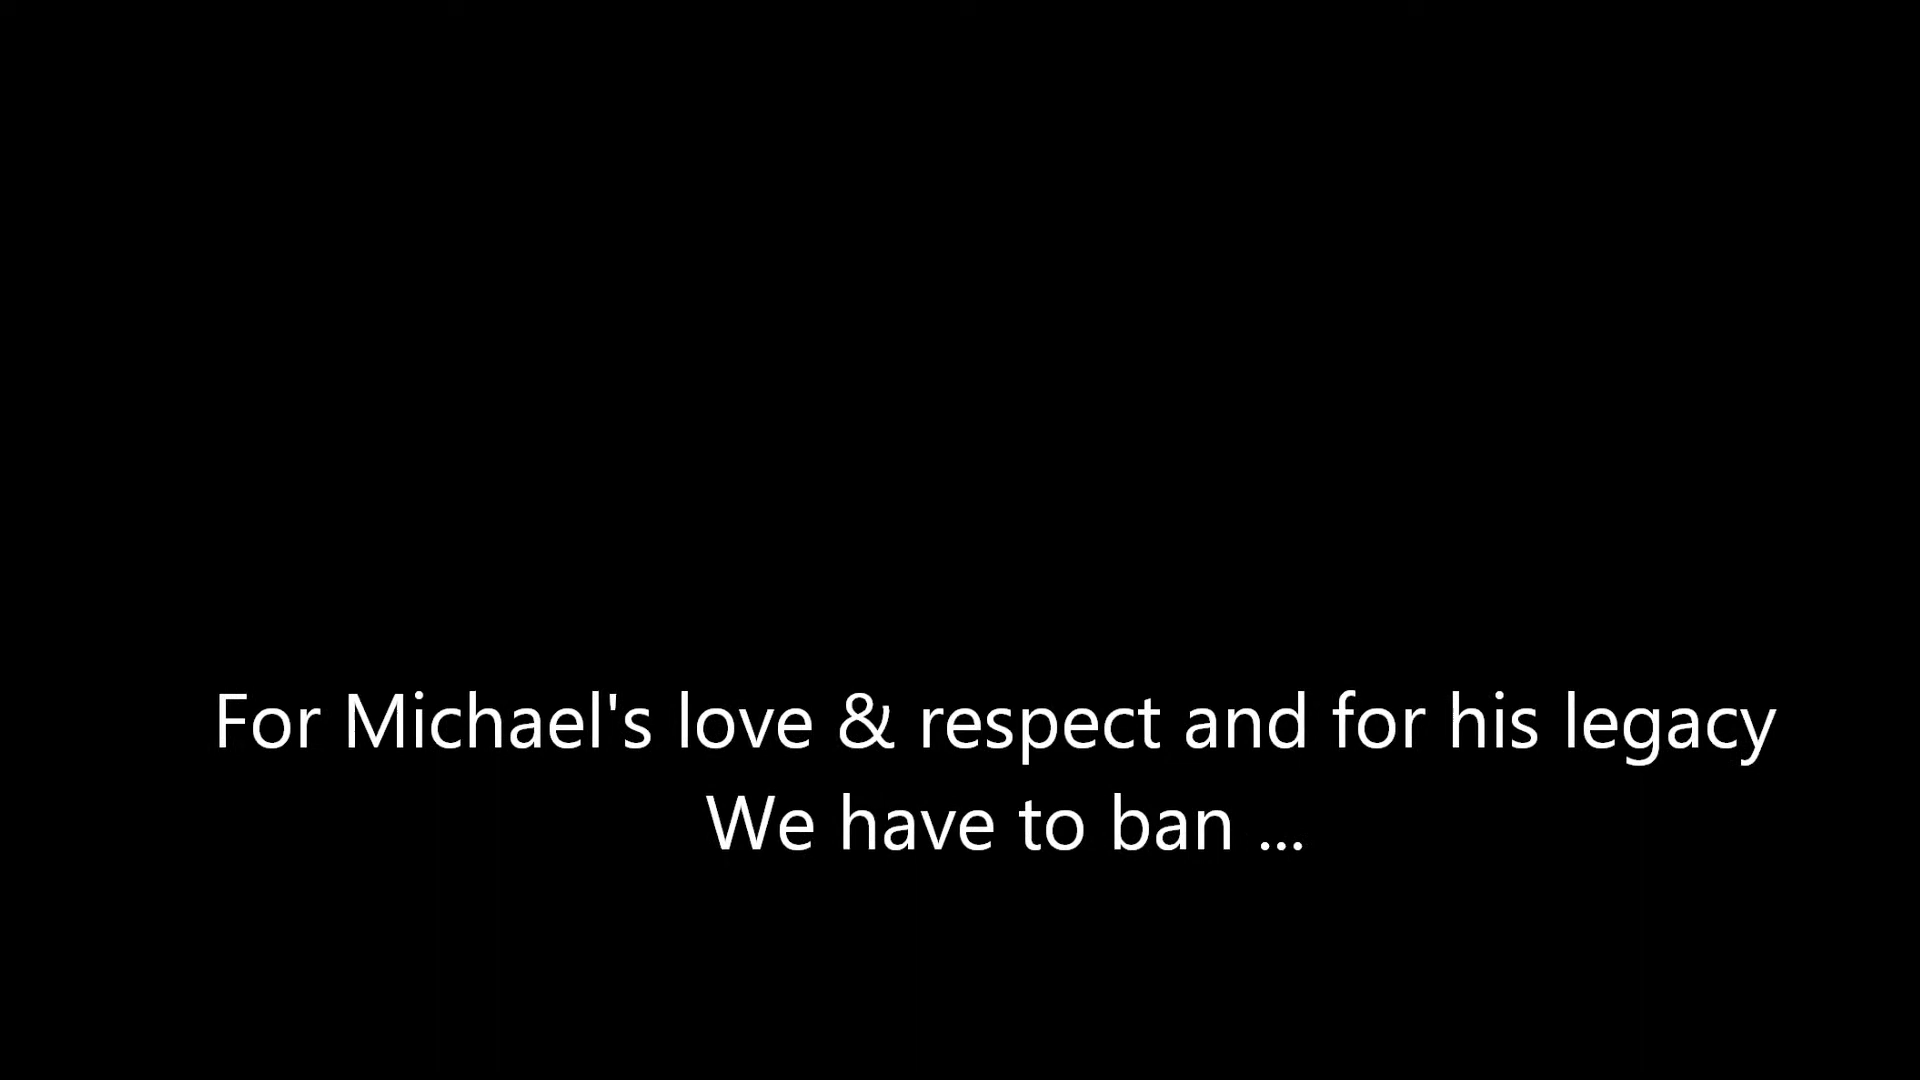 For Michael's love & respect and for his legacy
We have to ban ...